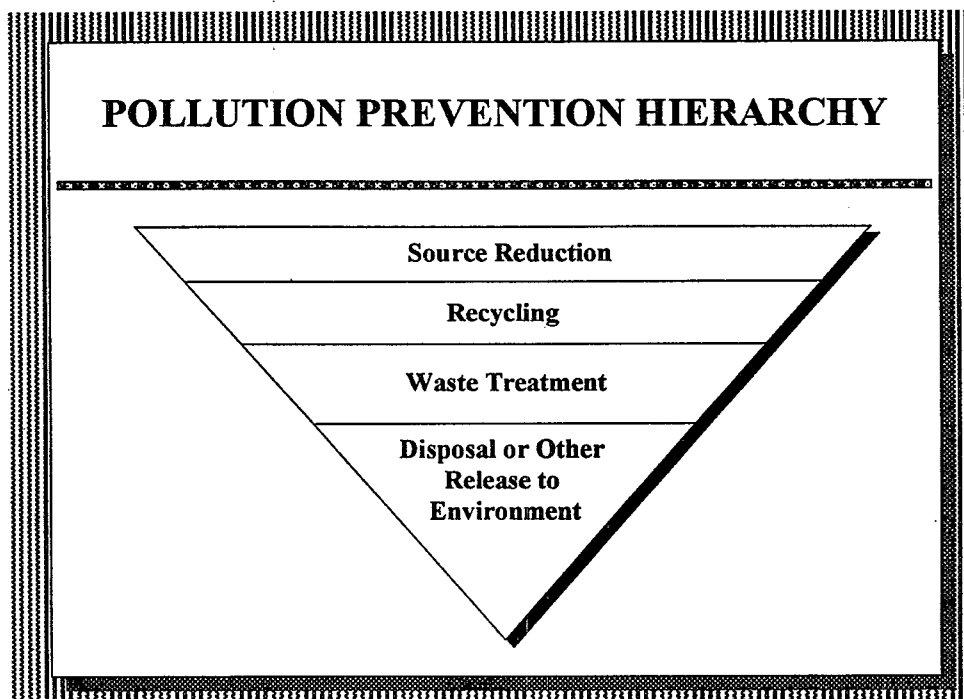 POLLUTION PREVENTION HIERARCHY
Source Reduction
Recycling
Waste Treatment
Disposal or Other
Release to
Environment